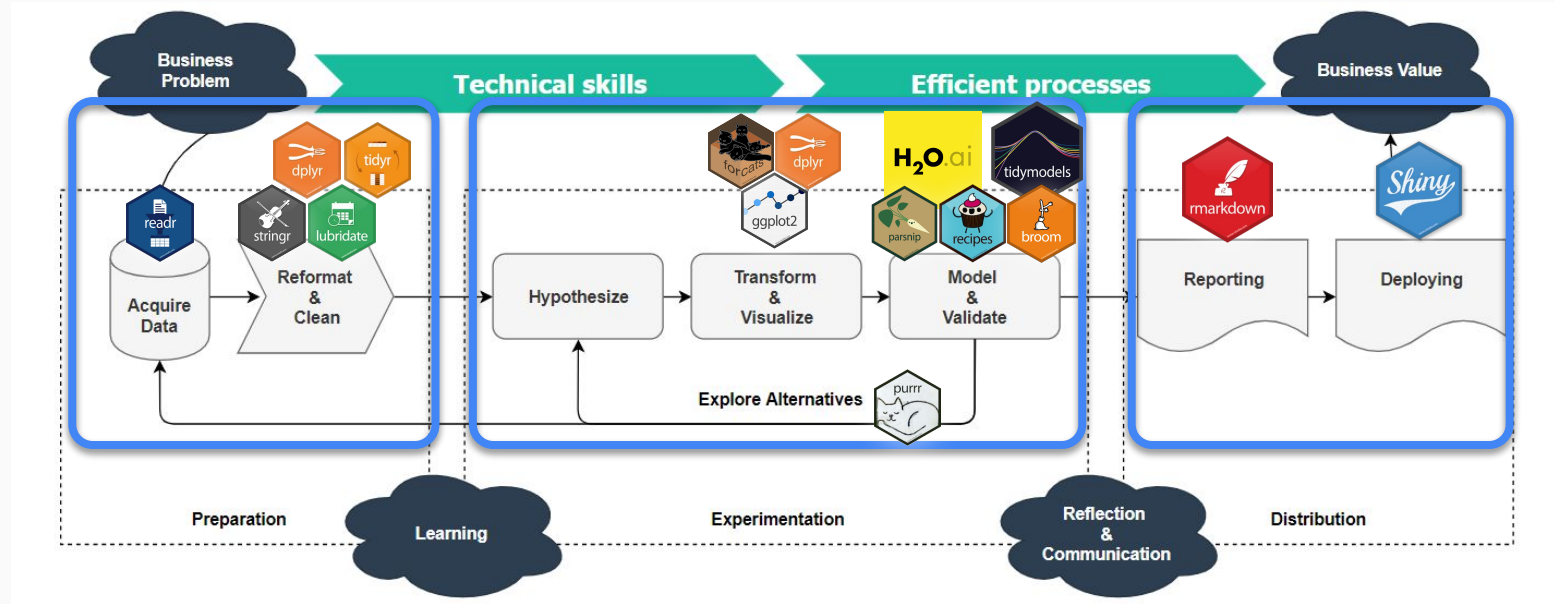 Business
Problem
Technical skills
Efficient processes
Business Value
dplyr
tidyr
readr
stringr
lubridate
forcats
dplyr
ggplot2
H2O.ai
tidymodels
parsnip
recipes
broom
rmarkdown
Shiny
Acquire
Data
Reformat
&
Clean
Hypothesize
Transform
&
Visualize
Model
&
Validate
Reporting
Deploying
Explore Alternatives
purrr
Preparation
Learning
Experimentation
Reflection
&
Communication
Distribution